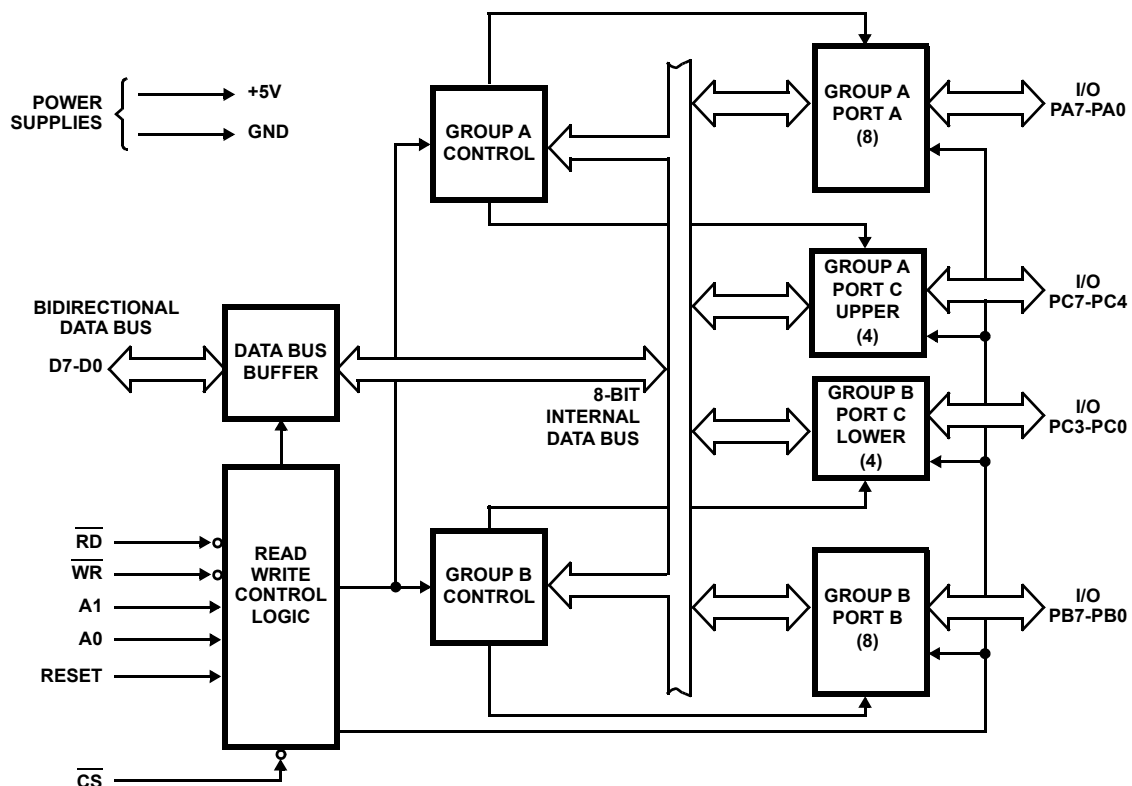 POWER
SUPPLIES
+5V
GND
GROUP A
CONTROL
GROUP A
PORT A
(8)
I/O
PA7-PA0
GROUP A
PORT C
UPPER
(4)
I/O
PC7-PC4
BIDIRECTIONAL
DATA BUS
D7-D0
DATA BUS
BUFFER
8-BIT
INTERNAL
DATA BUS
GROUP B
PORT C
LOWER
(4)
I/O
PC3-PC0
RD
WR
A1
A0
RESET
CS
READ
WRITE
CONTROL
LOGIC
GROUP B
CONTROL
GROUP B
PORT B
(8)
I/O
PB7-PB0